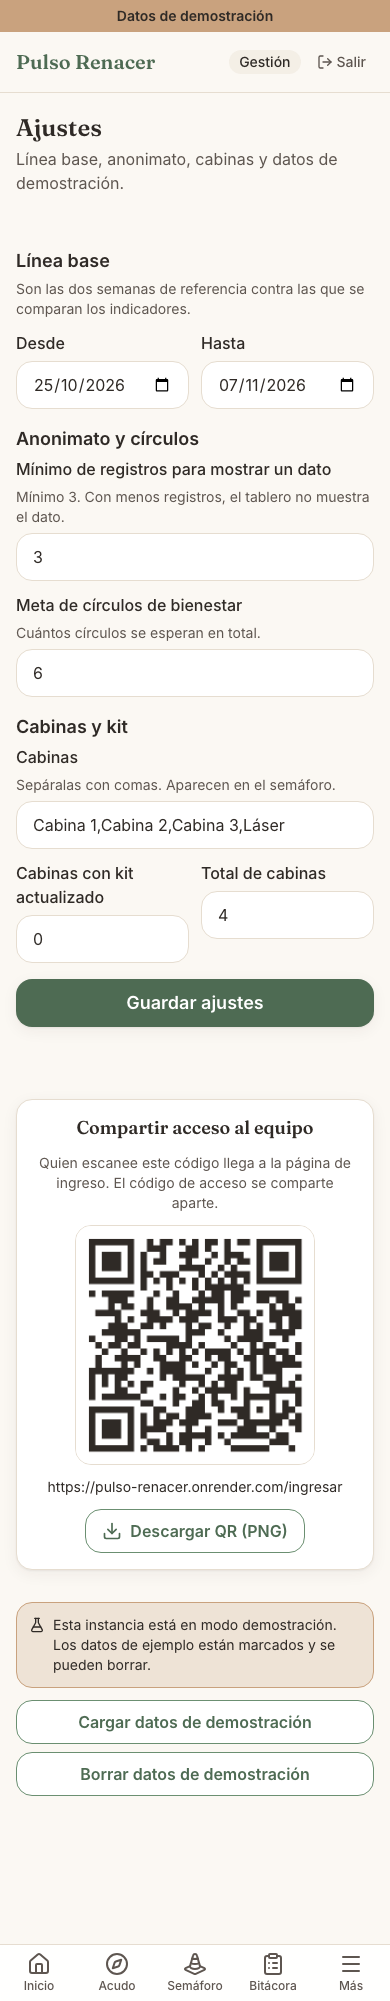 Datos de demostración
Pulso Renacer
Gestión
Salir
Ajustes
Línea base, anonimato, cabinas y datos de
demostración.
Línea base
Son las dos semanas de referencia contra las que se
comparan los indicadores.
Desde
Hasta
25/10/2026
07/11/2026
Anonimato y círculos
Mínimo de registros para mostrar un dato
Mínimo 3. Con menos registros, el tablero no muestra
el dato.
3
Meta de círculos de bienestar
Cuántos círculos se esperan en total.
6
Cabinas y kit
Cabinas
Sepáralas con comas. Aparecen en el semáforo.
Cabina 1,Cabina 2,Cabina 3,Láser
Cabinas con kit
actualizado
Total de cabinas
0
4
Guardar ajustes
Compartir acceso al equipo
Quien escanee este código llega a la página de
ingreso. El código de acceso se comparte
aparte.
https://pulso-renacer.onrender.com/ingresar
Descargar QR (PNG)
Esta instancia está en modo demostración.
Los datos de ejemplo están marcados y se
pueden borrar.
Cargar datos de demostración
Borrar datos de demostración
Inicio
Acudo
Semáforo
Bitácora
Más